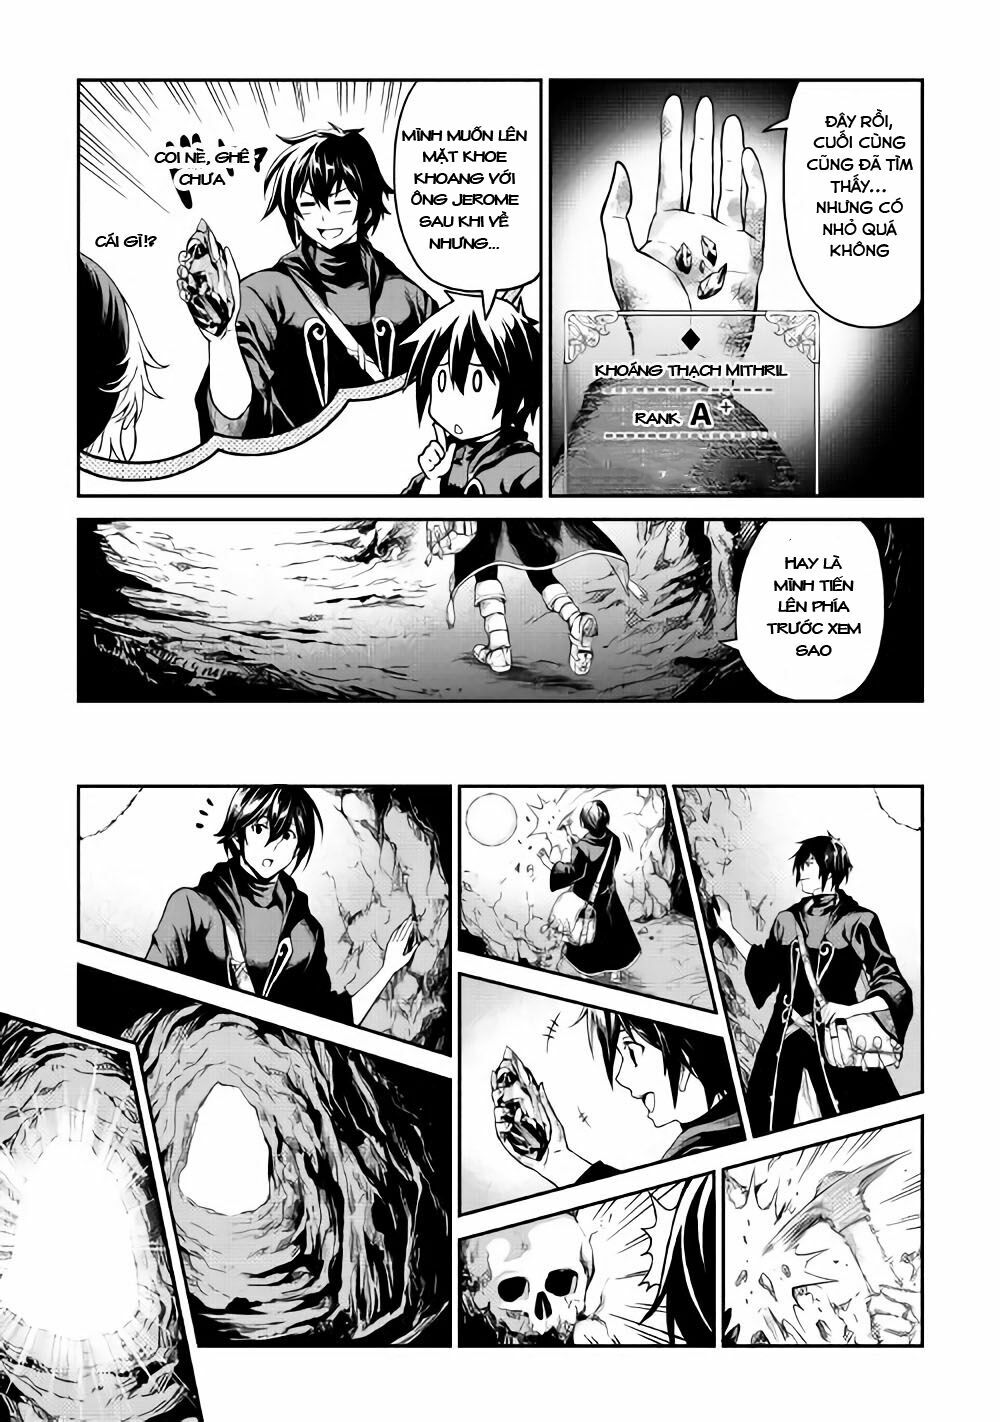 ĐÂY RỒI,
CUỐI CÙNG
CŨNG ĐÃ TÌM
THẤY...
NHƯNG CÓ
NHỎ QUÁ
KHÔNG
KHOÁNG THẠCH MITHRIL
RANK A+
MÌNH MUỐN LÊN
MẶT KHOE
KHOANG VỚI
ÔNG JEROME
SAU KHI VỀ
NHƯNG...
COI NÈ, GHÊ
CHƯA
CÁI GÌ!?
HAY LÀ
MÌNH TIẾN
LÊN PHÍA
TRƯỚC XEM
SAO